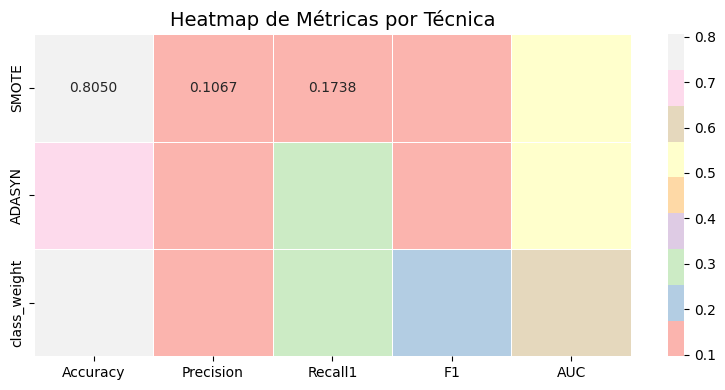 Heatmap de Métricas por Técnica
SMOTE
0.8050 0.1067 0.1738
ADASYN
class_weight
Accuracy Precision Recall1 F1 AUC
0.8
0.7
0.6
0.5
0.4
0.3
0.2
0.1